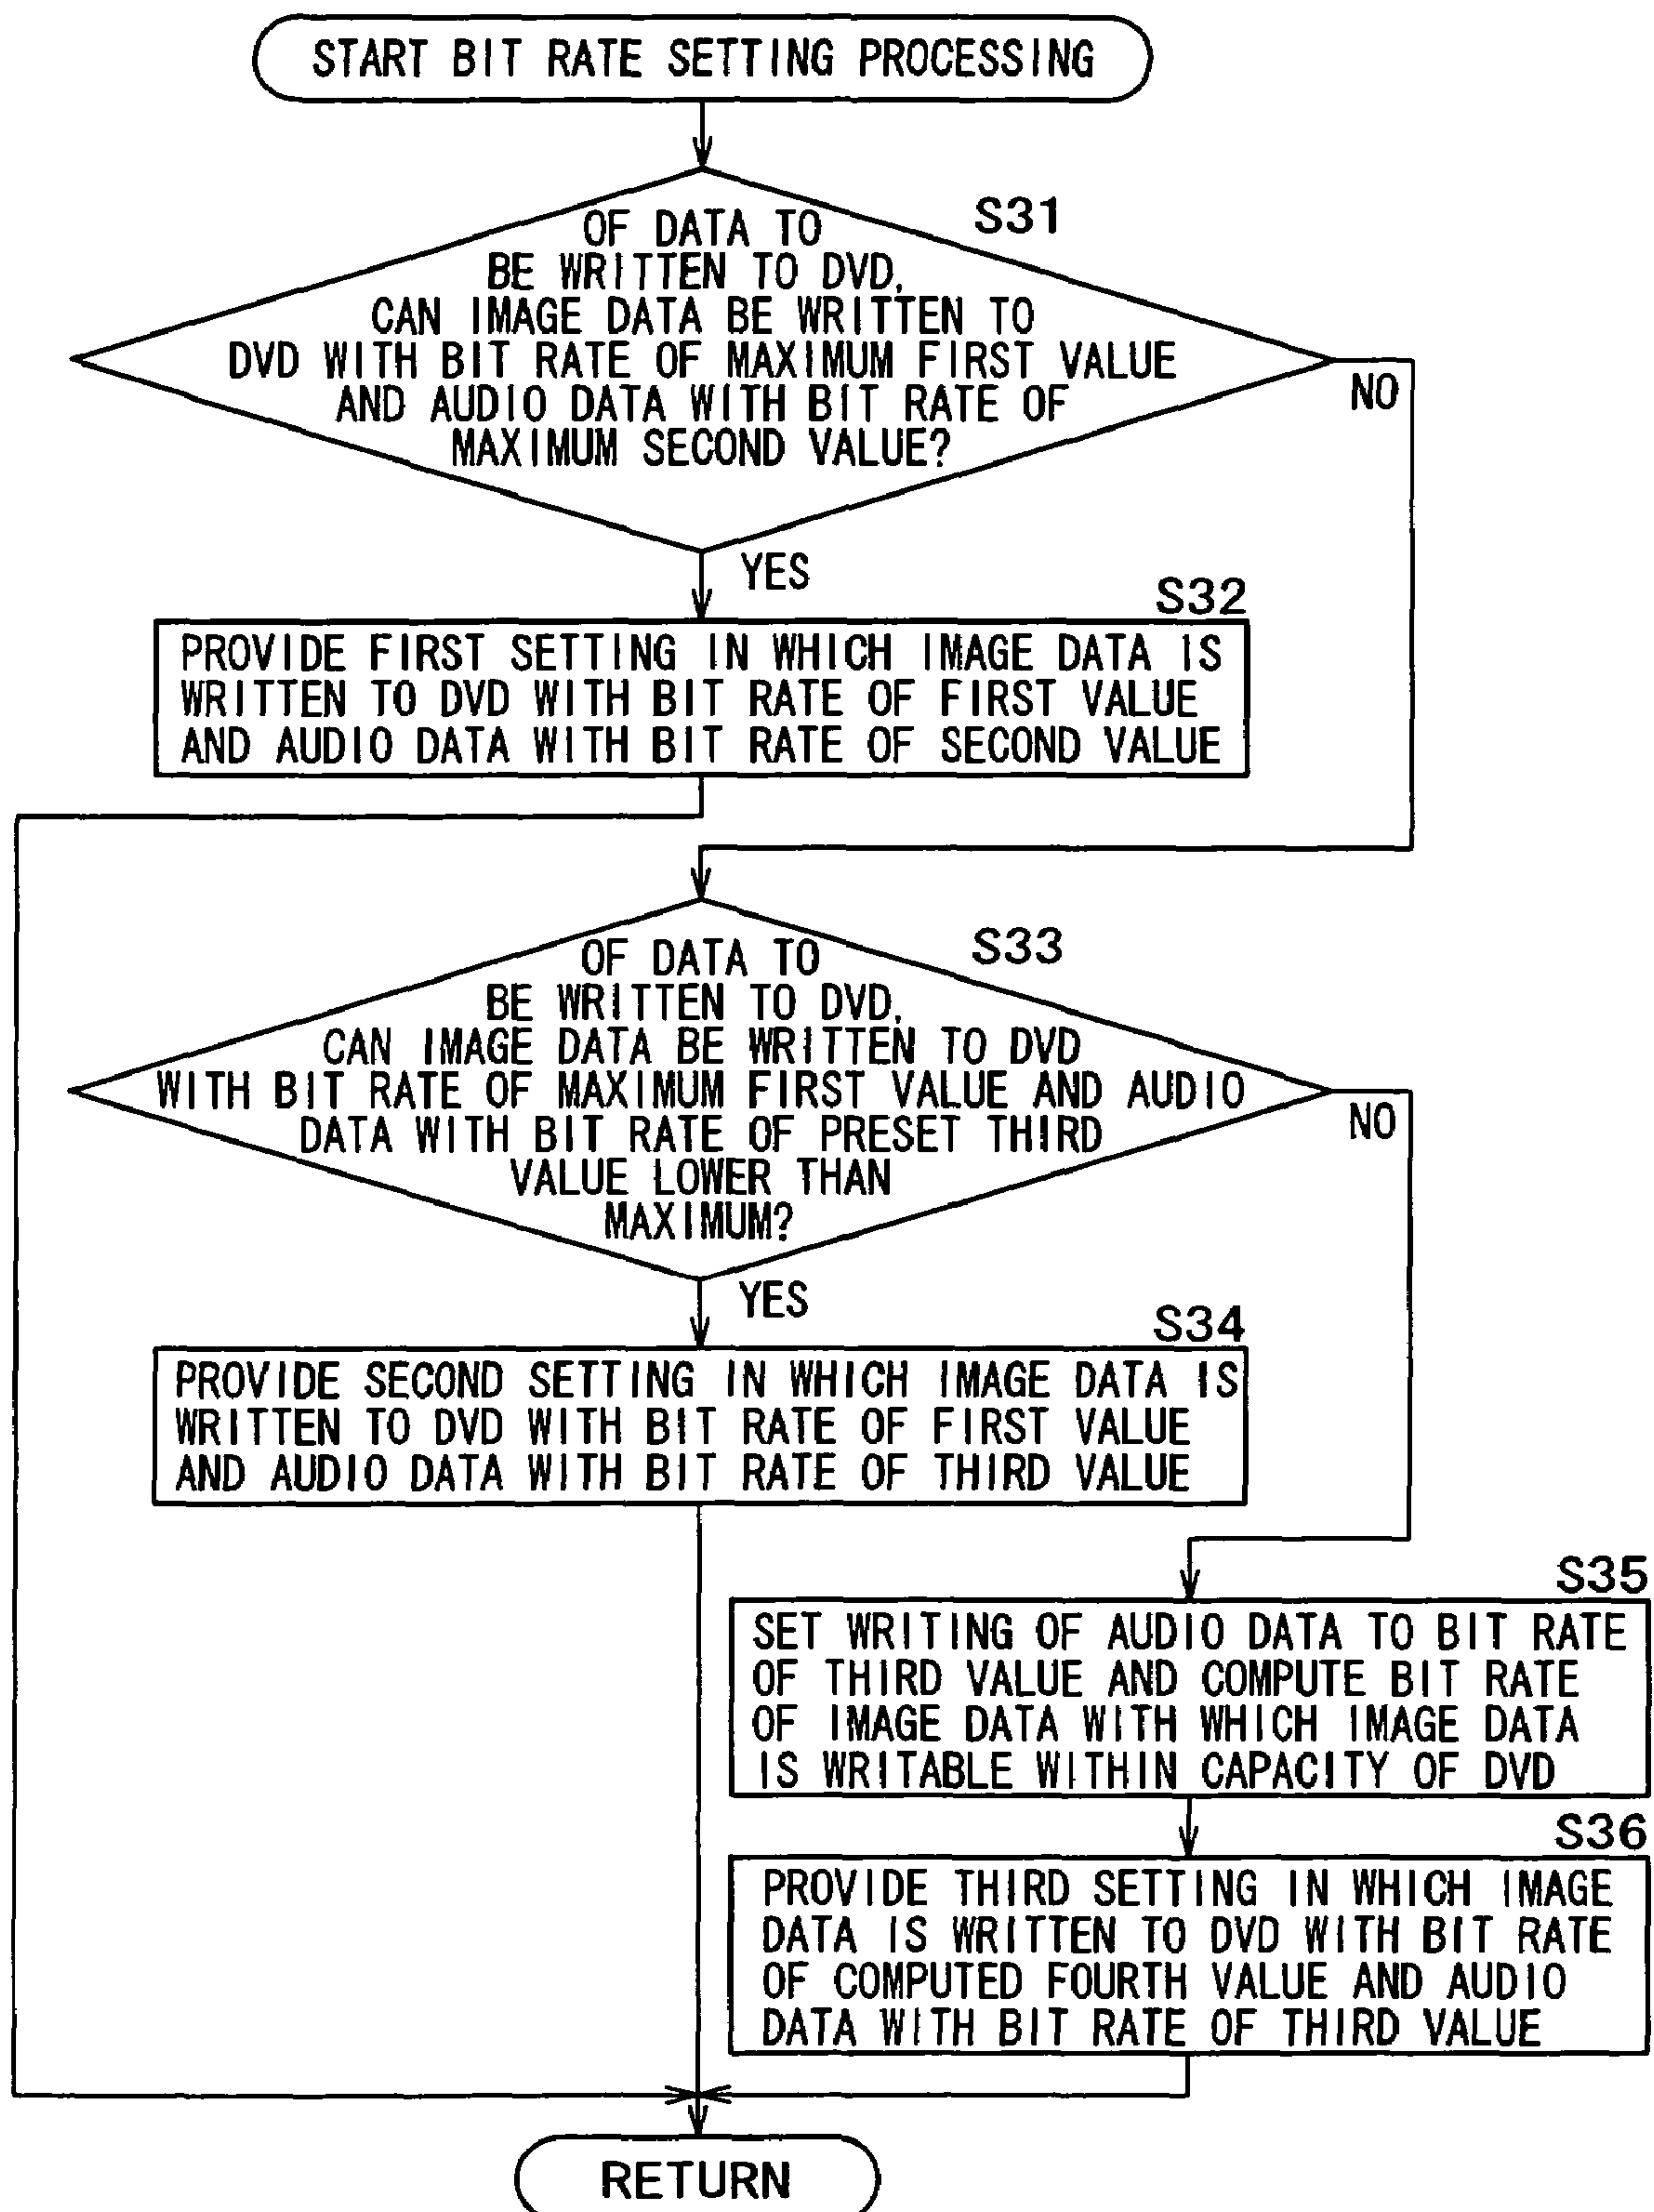 START BIT RATE SETTING PROCESSING
S31
OF DATA TO
BE WRITTEN TO DVD,
CAN IMAGE DATA BE WRITTEN TO
DVD WITH BIT RATE OF MAXIMUM FIRST VALUE
AND AUDIO DATA WITH BIT RATE OF
MAXIMUM SECOND VALUE?
NO
YES
S32
PROVIDE FIRST SETTING IN WHICH IMAGE DATA IS
WRITTEN TO DVD WITH BIT RATE OF FIRST VALUE
AND AUDIO DATA WITH BIT RATE OF SECOND VALUE
S33
OF DATA TO
BE WRITTEN TO DVD,
CAN IMAGE DATA BE WRITTEN TO DVD
WITH BIT RATE OF MAXIMUM FIRST VALUE AND AUDIO
DATA WITH BIT RATE OF PRESET THIRD
VALUE LOWER THAN
MAXIMUM?
NO
YES
S34
PROVIDE SECOND SETTING IN WHICH IMAGE DATA IS
WRITTEN TO DVD WITH BIT RATE OF FIRST VALUE
AND AUDIO DATA WITH BIT RATE OF THIRD VALUE
S35
SET WRITING OF AUDIO DATA TO BIT RATE
OF THIRD VALUE AND COMPUTE BIT RATE
OF IMAGE DATA WITH WHICH IMAGE DATA
IS WRITABLE WITHIN CAPACITY OF DVD
S36
PROVIDE THIRD SETTING IN WHICH IMAGE
DATA IS WRITTEN TO DVD WITH BIT RATE
OF COMPUTED FOURTH VALUE AND AUDIO
DATA WITH BIT RATE OF THIRD VALUE
RETURN